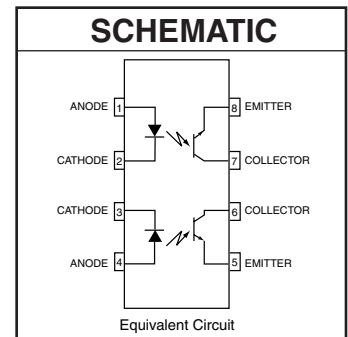 SCHEMATIC
ANODE 1 8 EMITTER
CATHODE 2 7 COLLECTOR
CATHODE 3 6 COLLECTOR
ANODE 4 5 EMITTER
Equivalent Circuit